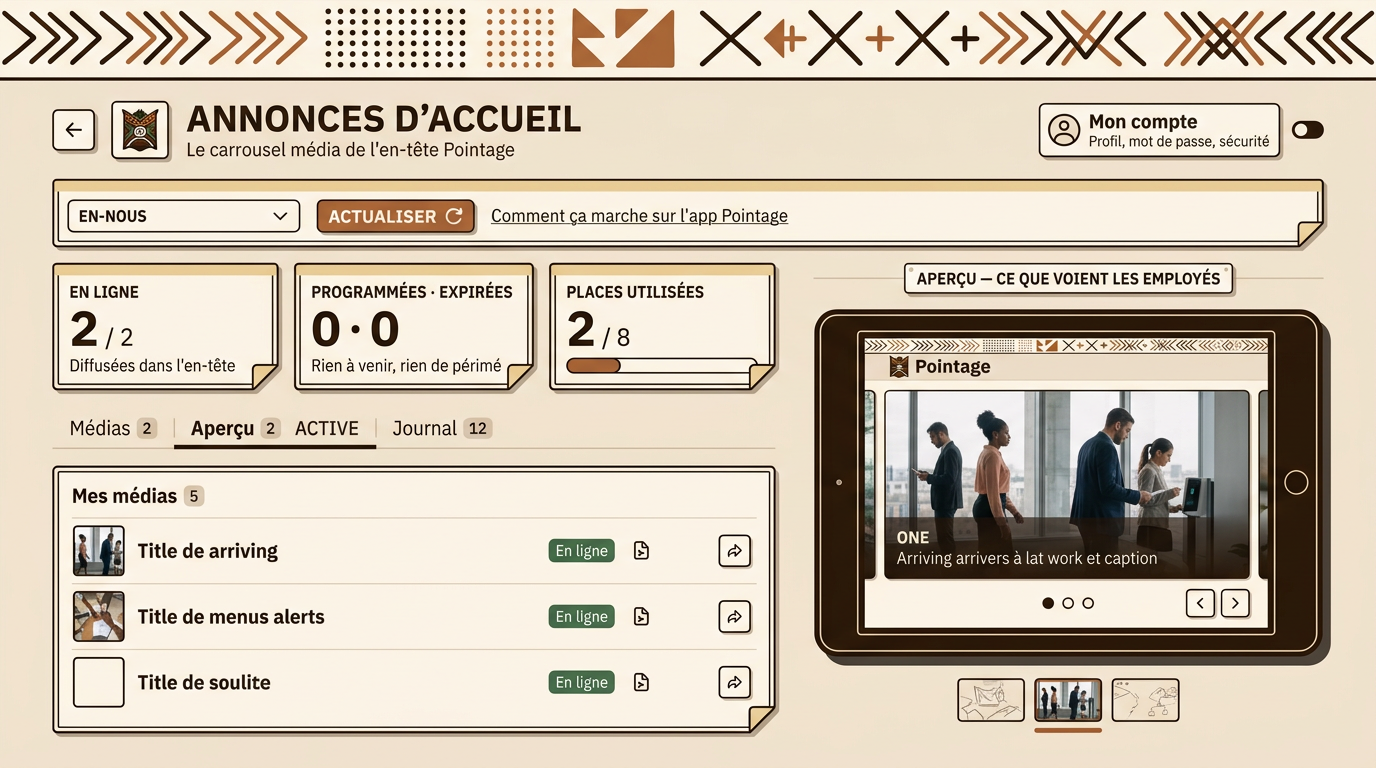 ANNONCES D’ACCUEIL
Le carrousel média de l'en-tête Pointage
Mon compte
Profil, mot de passe, sécurité
EN-NOUS
ACTUALISER
Comment ça marche sur l'app Pointage
EN LIGNE
2 / 2
Diffusées dans l'en-tête
PROGRAMMÉES · EXPIRÉES
0 · 0
Rien à venir, rien de périmé
PLACES UTILISÉES
2 / 8
APERÇU — CE QUE VOIENT LES EMPLOYÉS
Médias 2
Aperçu 2 ACTIVE
Journal 12
Mes médias 5
Title de arriving
En ligne
Title de menus alerts
En ligne
Title de soulite
En ligne
Pointage
ONE
Arriving arrivers à lat work et caption